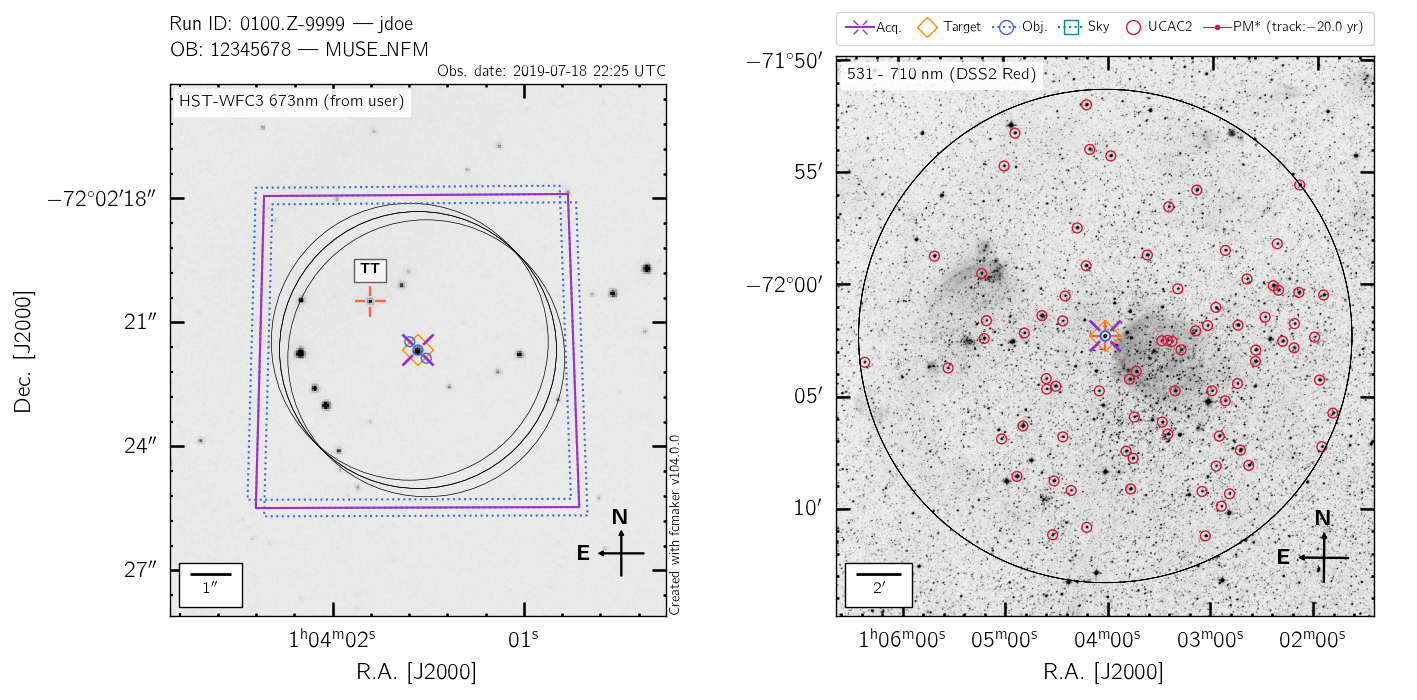 Run ID: 0100.Z-9999 — jdoe
OB: 12345678 — MUSE_NFM
Obs. date: 2019-07-18 22:25 UTC
HST-WFC3 673nm (from user)
−72°02′18″
21″
24″
27″
Dec. [J2000]
TT
N
E
1″
1ʰ04ᵐ02ˢ
01ˢ
R.A. [J2000]
Created with fcmaker v104.0.0
Acq.
Target
Obj.
Sky
UCAC2
PM* (track:−20.0 yr)
531 - 710 nm (DSS2 Red)
−71°50′
55′
−72°00′
05′
10′
N
E
2′
1ʰ06ᵐ00ˢ
05ᵐ00ˢ
04ᵐ00ˢ
03ᵐ00ˢ
02ᵐ00ˢ
R.A. [J2000]